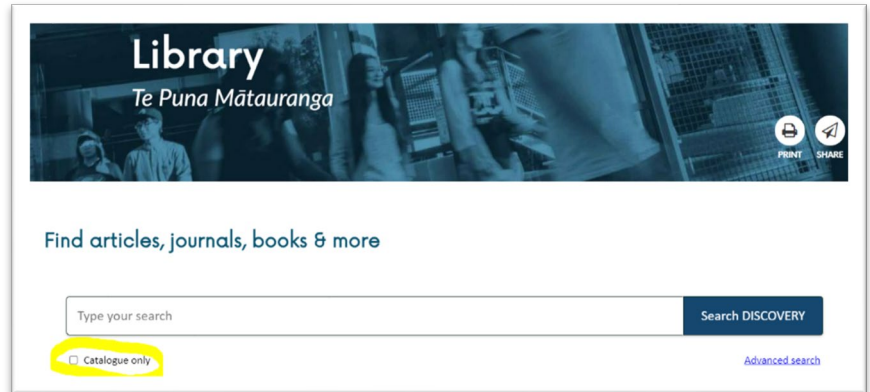 Library
Te Puna Mātauranga
PRINT SHARE
Find articles, journals, books & more
Type your search Search DISCOVERY
Catalogue only Advanced search